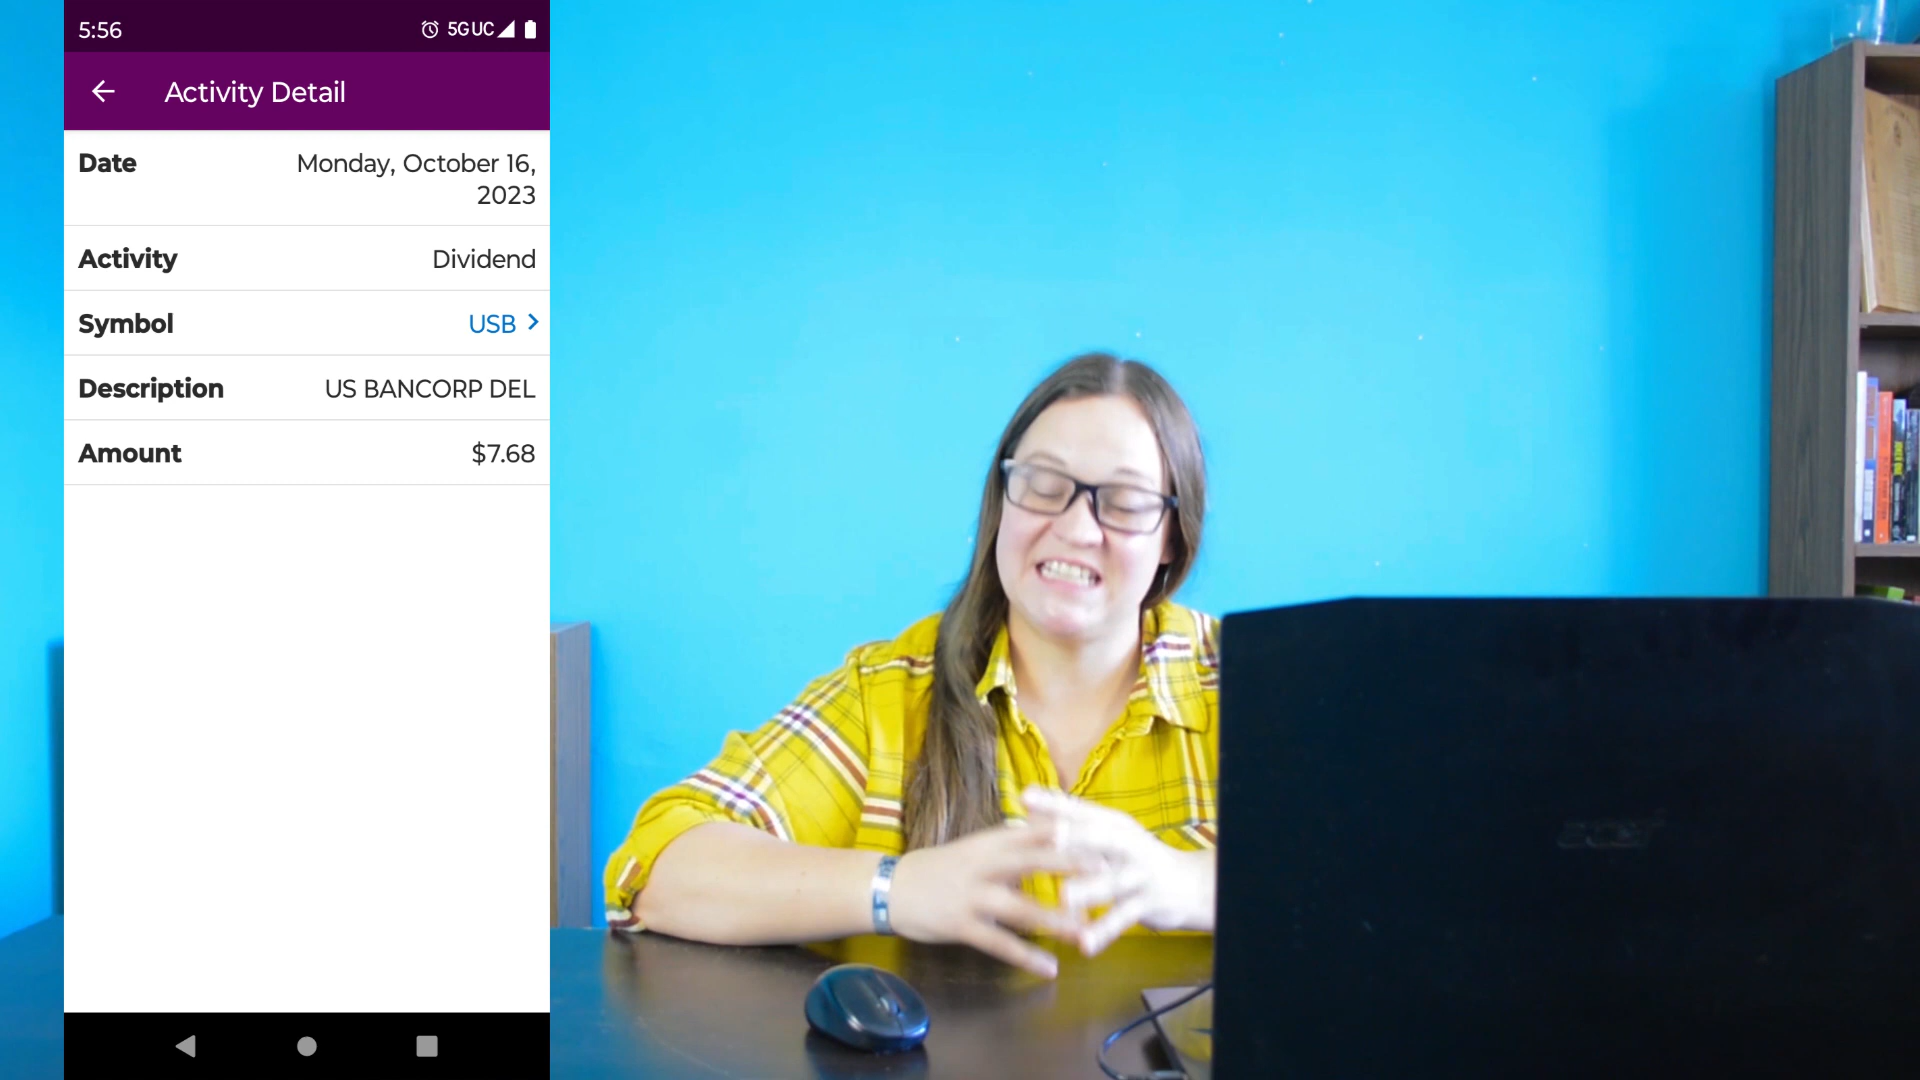 5:56
5G UC
Activity Detail
Date
Monday, October 16,
2023
Activity
Dividend
Symbol
USB
Description
US BANCORP DEL
Amount
$7.68
acer